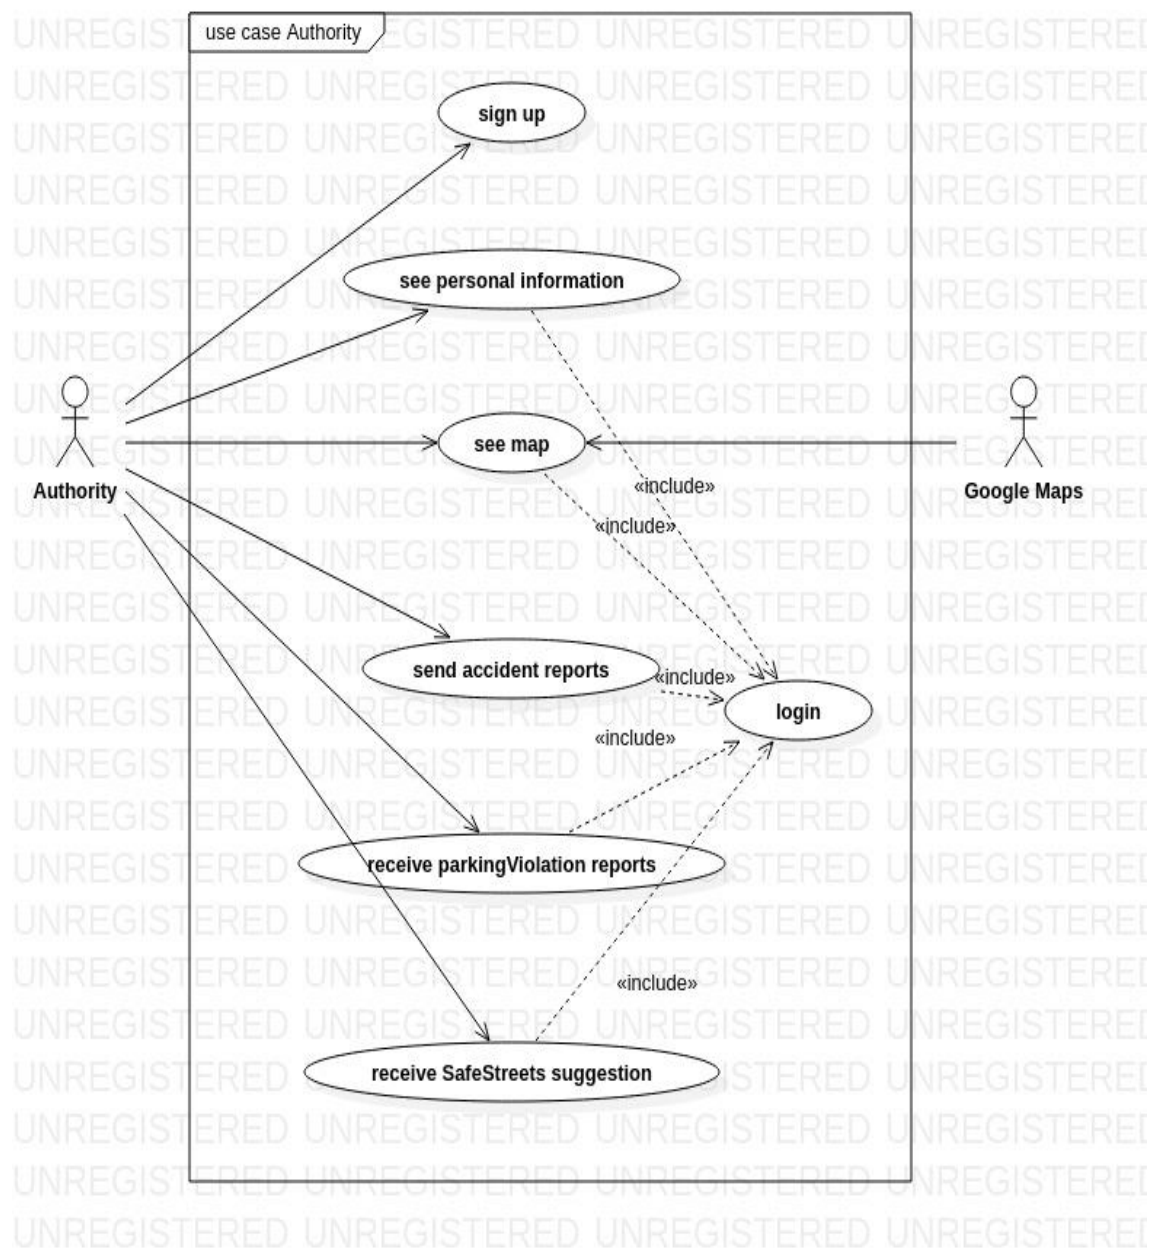 use case Authority
sign up
see personal information
see map
Authority
Google Maps
«include»
«include»
send accident reports
«include»
login
«include»
receive parkingViolation reports
«include»
receive SafeStreets suggestion
UNREGISTERED UNREGISTERED UNREGISTERED UNREGISTERED